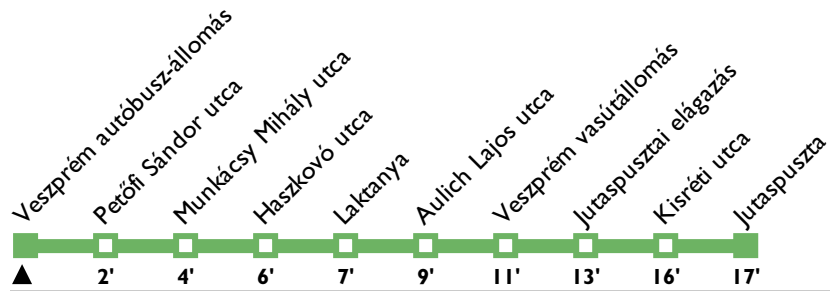 Veszprém autóbusz-állomás
Petőfi Sándor utca
Munkácsy Mihály utca
Haszkovó utca
Laktanya
Aulich Lajos utca
Veszprém vasútállomás
Jutaspusztai elágazás
Kisréti utca
Jutaspuszta
2' 4' 6' 7' 9' 11' 13' 16' 17'